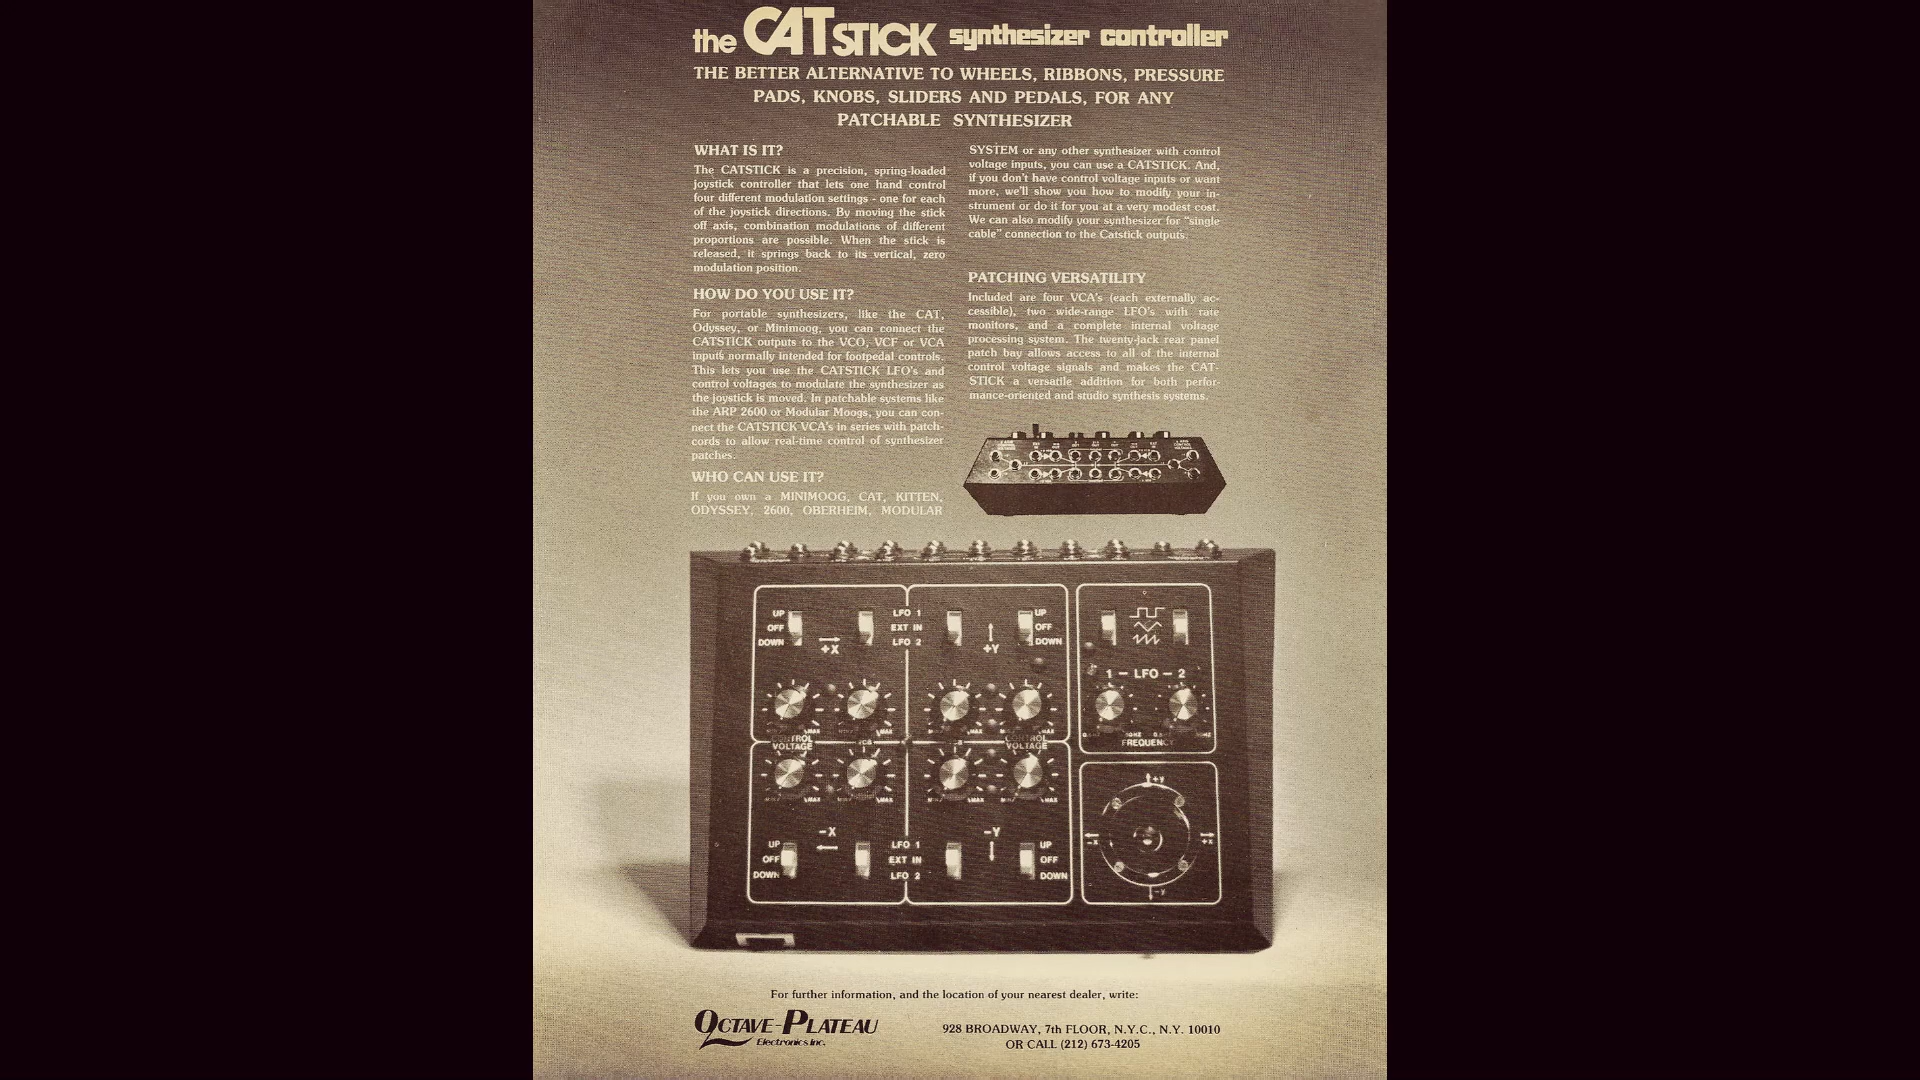 the CATSTICK synthesizer controller
THE BETTER ALTERNATIVE TO WHEELS, RIBBONS, PRESSURE
PADS, KNOBS, SLIDERS AND PEDALS, FOR ANY
PATCHABLE SYNTHESIZER
WHAT IS IT?
The CATSTICK is a precision, spring-loaded
joystick controller that lets one hand control
four different modulation settings - one for each
of the joystick directions. By moving the stick
off axis, combination modulations of different
proportions are possible. When the stick is
released, it springs back to its vertical, zero
modulation position.
HOW DO YOU USE IT?
For portable synthesizers, like the CAT,
Odyssey, or Minimoog, you can connect the
CATSTICK outputs to the VCO, VCF or VCA
inputs normally intended for footpedal controls.
This lets you use the CATSTICK LFO's and
control voltages to modulate the synthesizer as
the joystick is moved. In patchable systems like
the ARP 2600 or Modular Moogs, you can con-
nect the CATSTICK VCA's in series with patch-
cords to allow real-time control of synthesizer
patches.
WHO CAN USE IT?
If you own a MINIMOOG, CAT, KITTEN,
ODYSSEY, 2600, OBERHEIM, MODULAR
SYSTEM or any other synthesizer with control
voltage inputs, you can use a CATSTICK. And,
if you don't have control voltage inputs or want
more, we'll show you how to modify your in-
strument or do it for you at a very modest cost.
We can also modify your synthesizer for "single
cable" connection to the Catstick outputs.
PATCHING VERSATILITY
Included are four VCA's (each externally ac-
cessible), two wide-range LFO's with rate
monitors, and a complete internal voltage
processing system. The twenty-jack rear panel
patch bay allows access to all of the internal
control voltage signals and makes the CAT-
STICK a versatile addition for both perfor-
mance-oriented and studio synthesis systems.
UP LFO 1 UP
OFF EXT IN OFF
DOWN LFO 2 DOWN
+X +Y
1 - LFO - 2
MAX MAX MAX MAX
CONTROL VOLTAGE CONTROL VOLTAGE
FREQUENCY
MAX MAX MAX MAX
+Y
-X +X
-Y
-X -Y
UP LFO 1 UP
OFF EXT IN OFF
DOWN LFO 2 DOWN
For further information, and the location of your nearest dealer, write:
OCTAVE-PLATEAU
Electronics Inc.
928 BROADWAY, 7th FLOOR, N.Y.C., N.Y. 10010
OR CALL (212) 673-4205